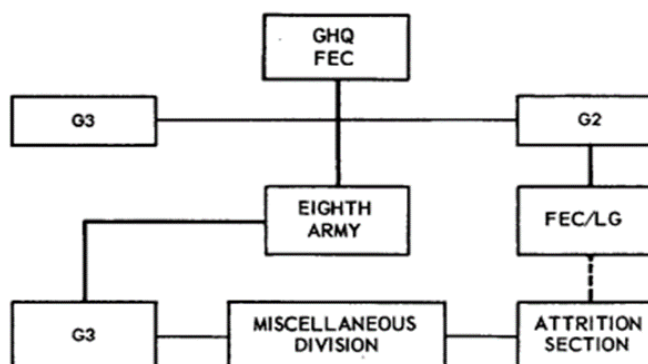 GHQ
FEC
G3
G2
EIGHTH
ARMY
FEC/LG
G3
MISCELLANEOUS
DIVISION
ATTRITION
SECTION